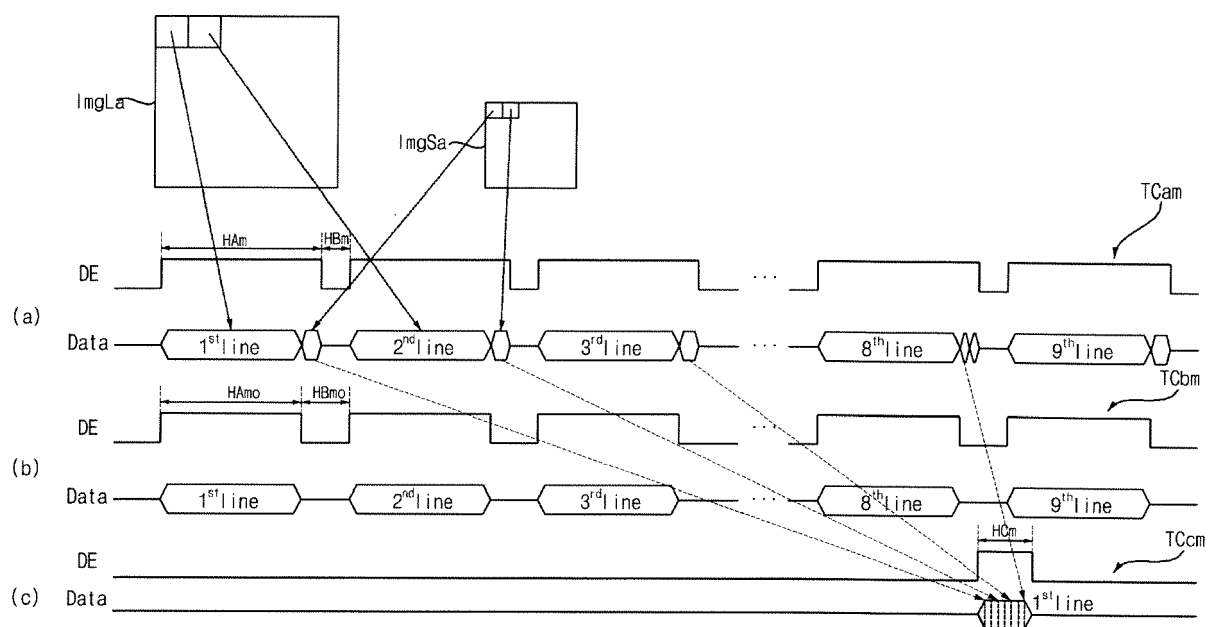 ImgLa
ImgSa
TCam
HAm HBm
DE
...
(a)
Data 1st line 2nd line 3rd line ... 8th line 9th line
HAmo HBmo TCbm
DE
...
(b)
Data 1st line 2nd line 3rd line ... 8th line 9th line
HCm
DE TCcm
(c) Data 1st line